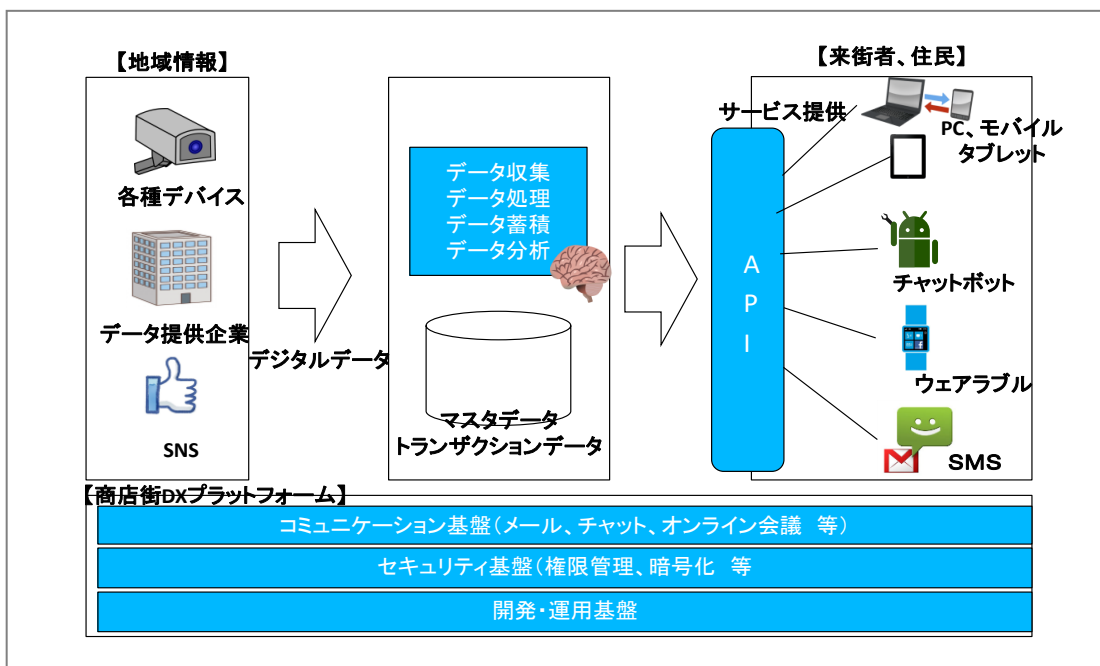 【地域情報】
各種デバイス
データ提供企業
SNS
デジタルデータ
データ収集
データ処理
データ蓄積
データ分析
マスタデータ
トランザクションデータ
【来街者、住民】
サービス提供
A
P
I
PC、モバイル
タブレット
チャットボット
ウェアラブル
SMS
【商店街DXプラットフォーム】
コミュニケーション基盤(メール、チャット、オンライン会議　等)
セキュリティ基盤(権限管理、暗号化　等
開発・運用基盤